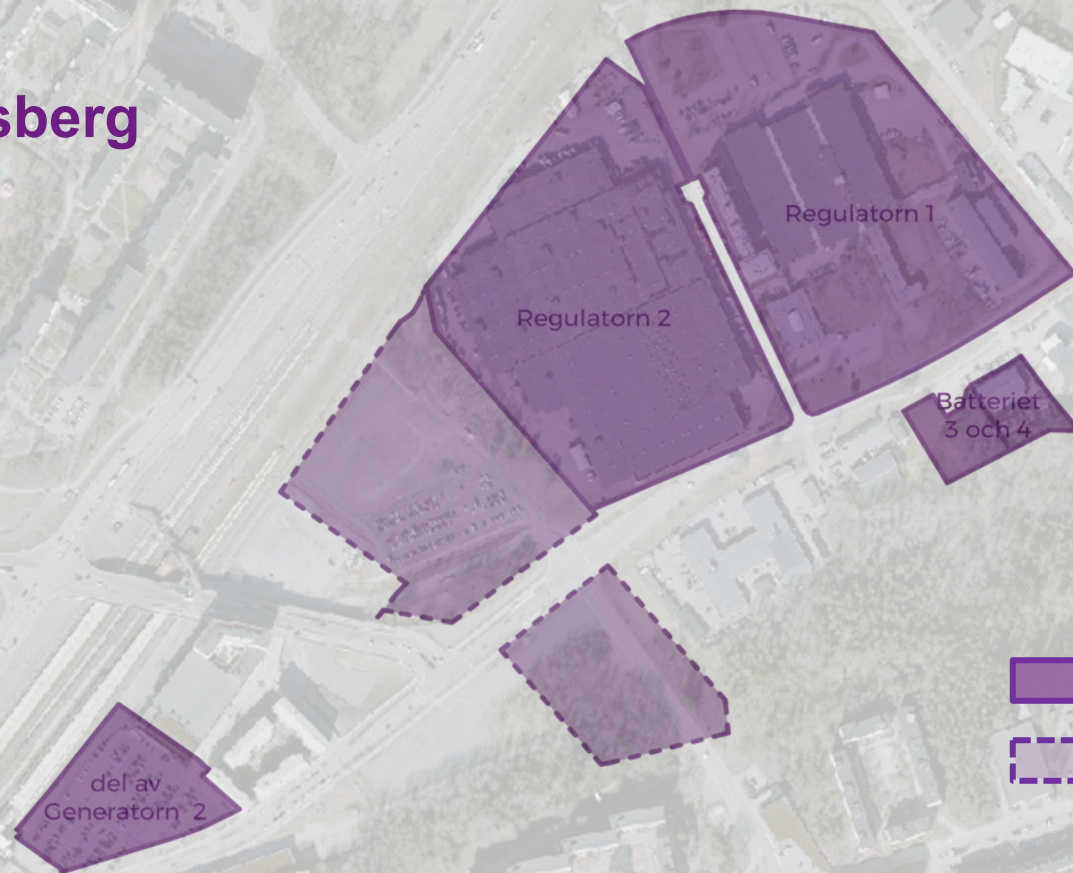 sberg
Regulatorn 1
Regulatorn 2
Batteriet
3 och 4
del av
Generatorn 2